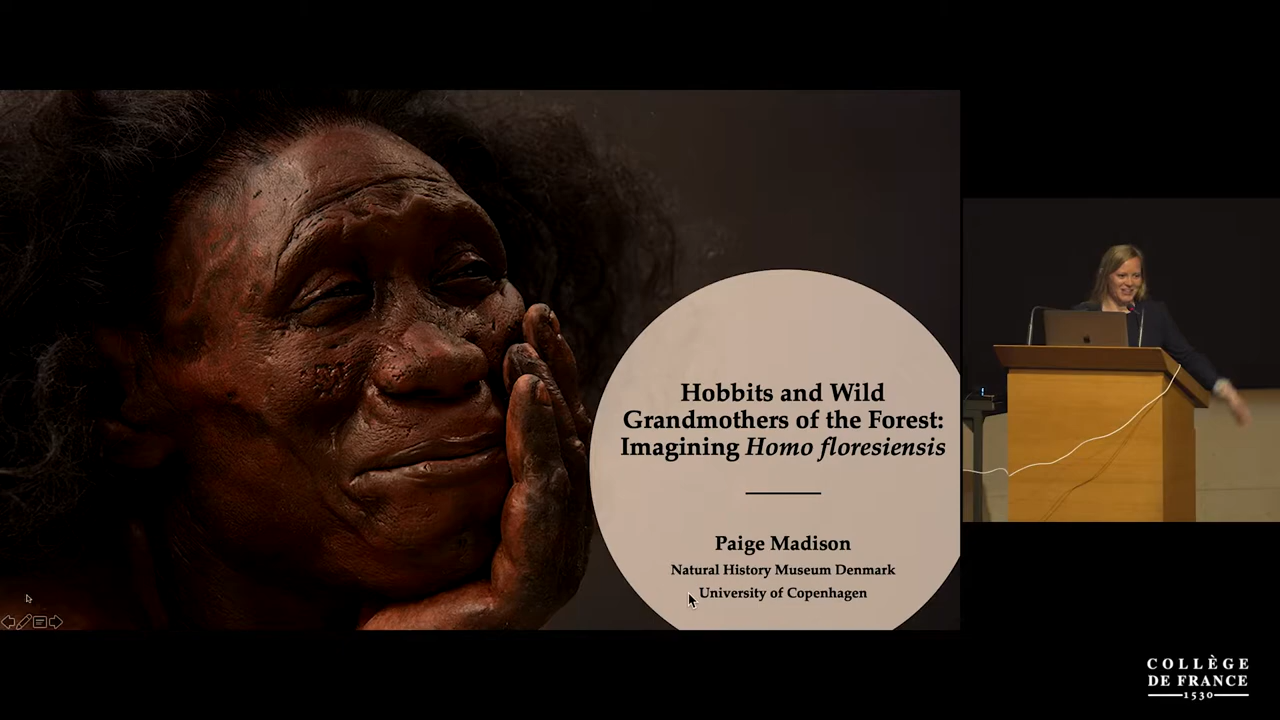 Hobbits and Wild
Grandmothers of the Forest:
Imagining Homo floresiensis
Paige Madison
Natural History Museum Denmark
University of Copenhagen
COLLÈGE
DE FRANCE
1530